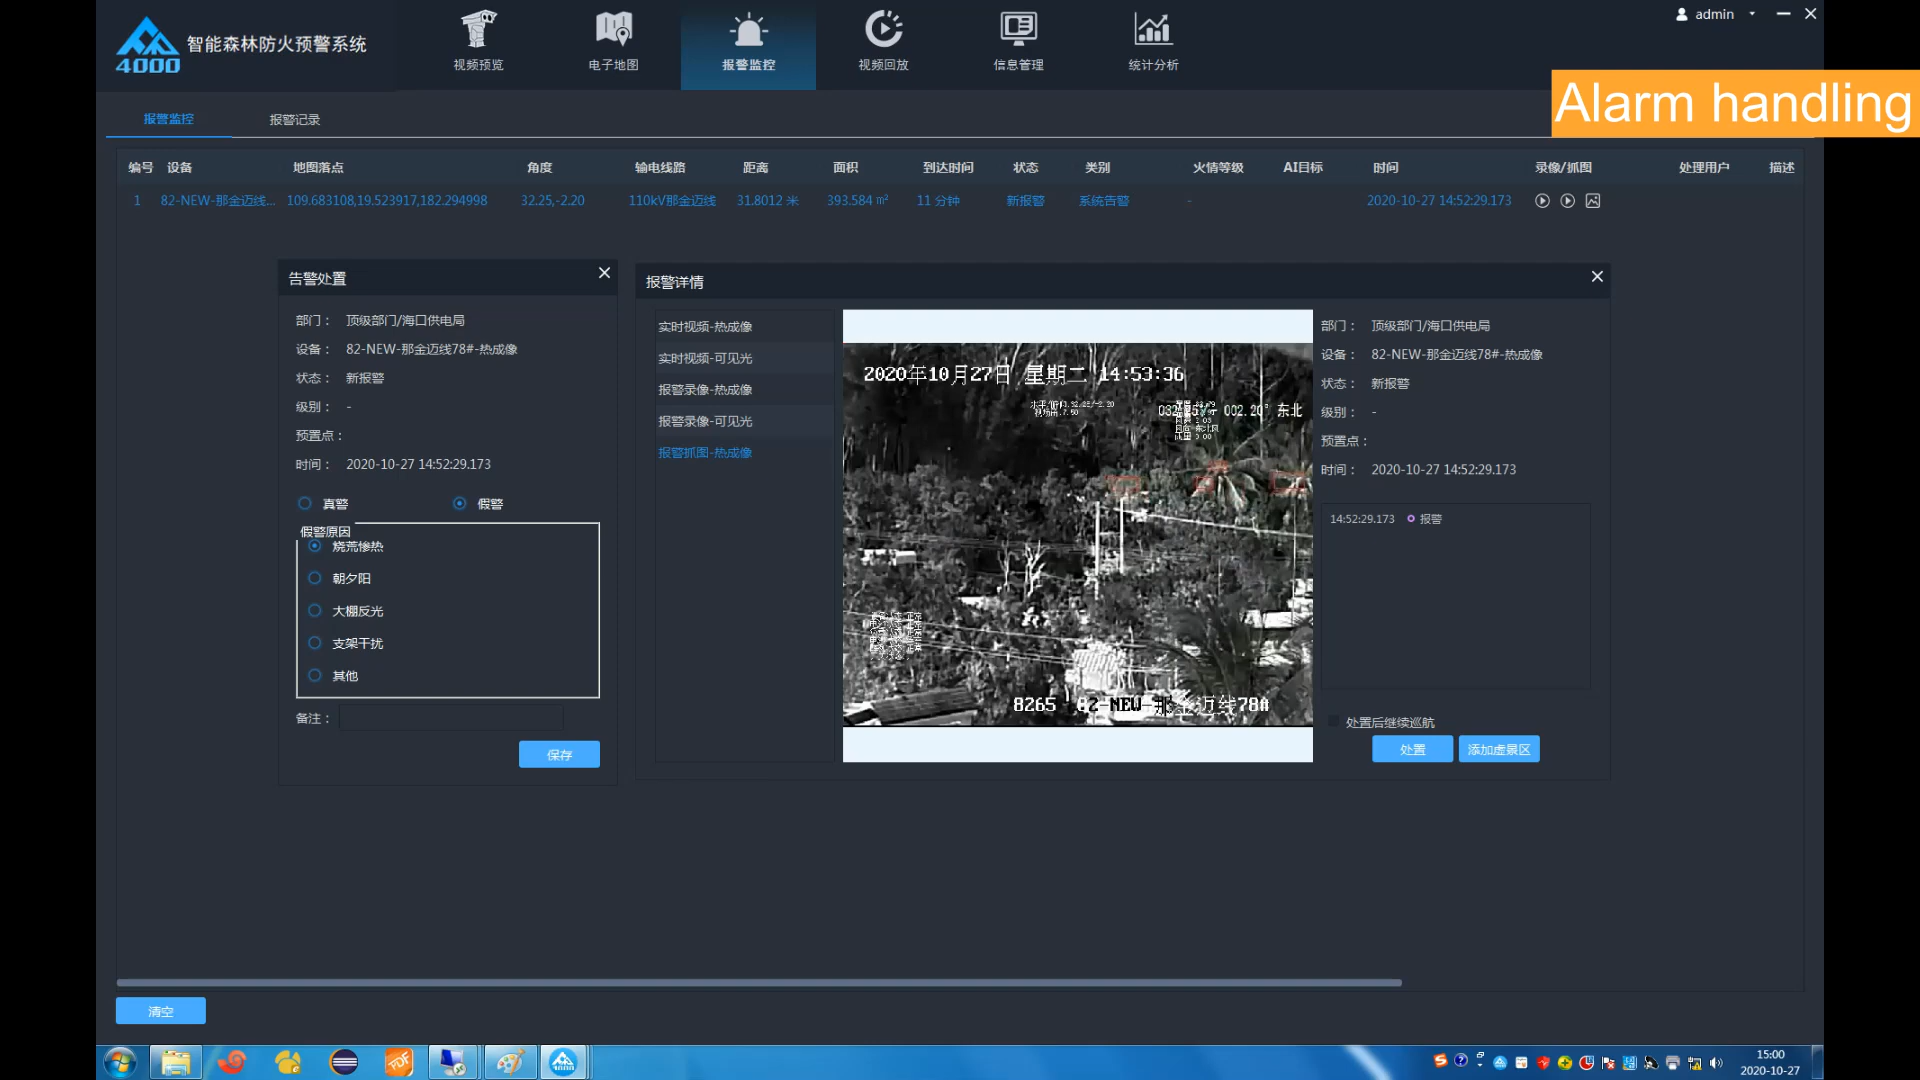 4000
智能森林防火预警系统
视频预览
电子地图
报警监控
视频回放
信息管理
统计分析
admin
Alarm handling
报警监控
报警记录
编号 设备 地图落点 角度 输电线路 距离 面积 到达时间 状态 类别 火情等级 AI目标 时间 录像/抓图 处理用户 描述
1 82-NEW-那金迈线... 109.683108,19.523917,182.294998 32.25,-2.20 110kV那金迈线 31.8012 米 393.584 ㎡ 11 分钟 新报警 系统告警 - 2020-10-27 14:52:29.173
告警处置
部门： 顶级部门/海口供电局
设备： 82-NEW-那金迈线78#-热成像
状态： 新报警
级别： -
预置点：
时间： 2020-10-27 14:52:29.173
真警
假警
假警原因
烧荒惨热
朝夕阳
大棚反光
支架干扰
其他
备注：
保存
报警详情
实时视频-热成像
实时视频-可见光
报警录像-热成像
报警录像-可见光
报警抓图-热成像
2020年10月27日 星期二 14:53:36
002.20° 东北
8265 82-NEW-那金迈线78#
部门： 顶级部门/海口供电局
设备： 82-NEW-那金迈线78#-热成像
状态： 新报警
级别： -
预置点：
时间： 2020-10-27 14:52:29.173
14:52:29.173 报警
处置后继续巡航
处置
添加虚景区
清空
PDF
4000
15:00
2020-10-27